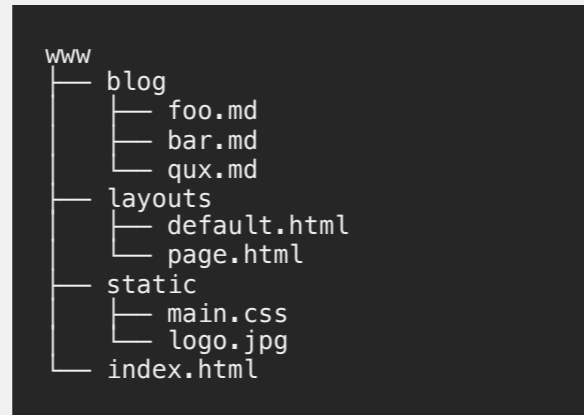 www
├── blog
│   ├── foo.md
│   ├── bar.md
│   └── qux.md
├── layouts
│   ├── default.html
│   └── page.html
├── static
│   ├── main.css
│   └── logo.jpg
└── index.html